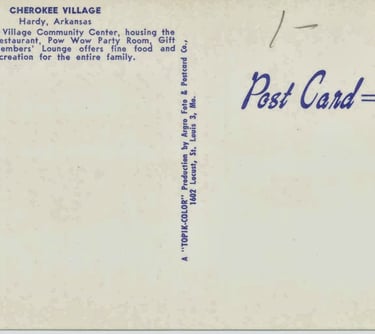 CHEROKEE VILLAGE
Hardy, Arkansas
Village Community Center, housing the
estaurant, Pow Wow Party Room, Gift
embers' Lounge offers fine food and
creation for the entire family.
1/-
Post Card
A "TOPIK-COLOR" Production by Argro Foto & Postcard Co.,
1602 Locust, St. Louis 3, Mo.